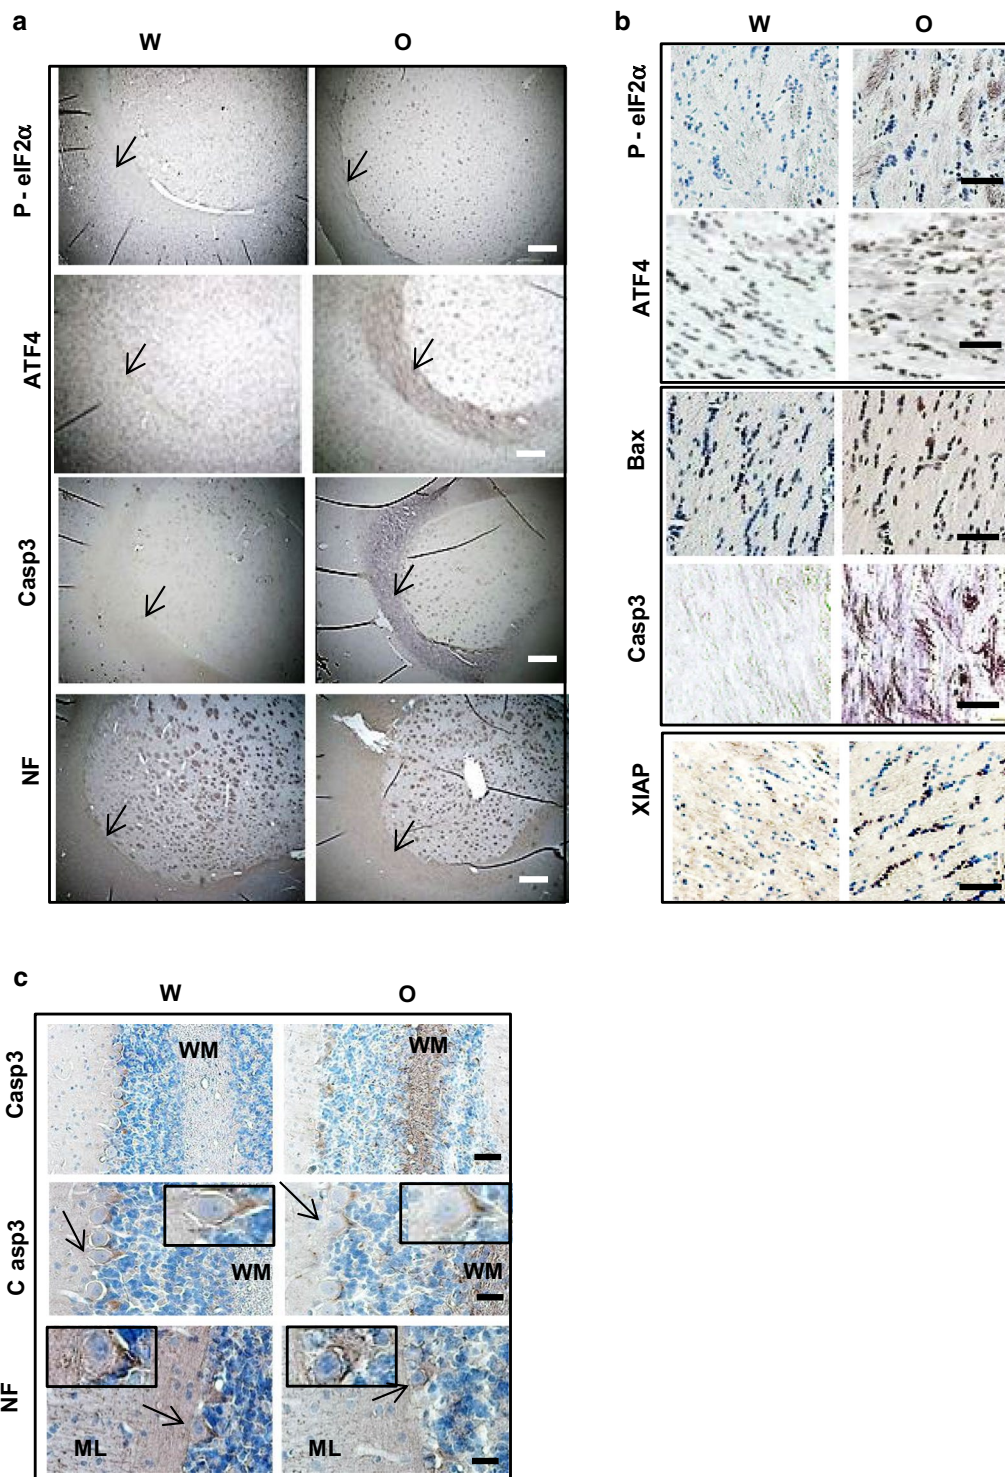 a
W O
P - eIF2α
ATF4
Casp3
NF
b
W O
P - eIF2α
ATF4
Bax
Casp3
XIAP
c
W O
Casp3
WM WM
C asp3
WM WM
NF
ML ML